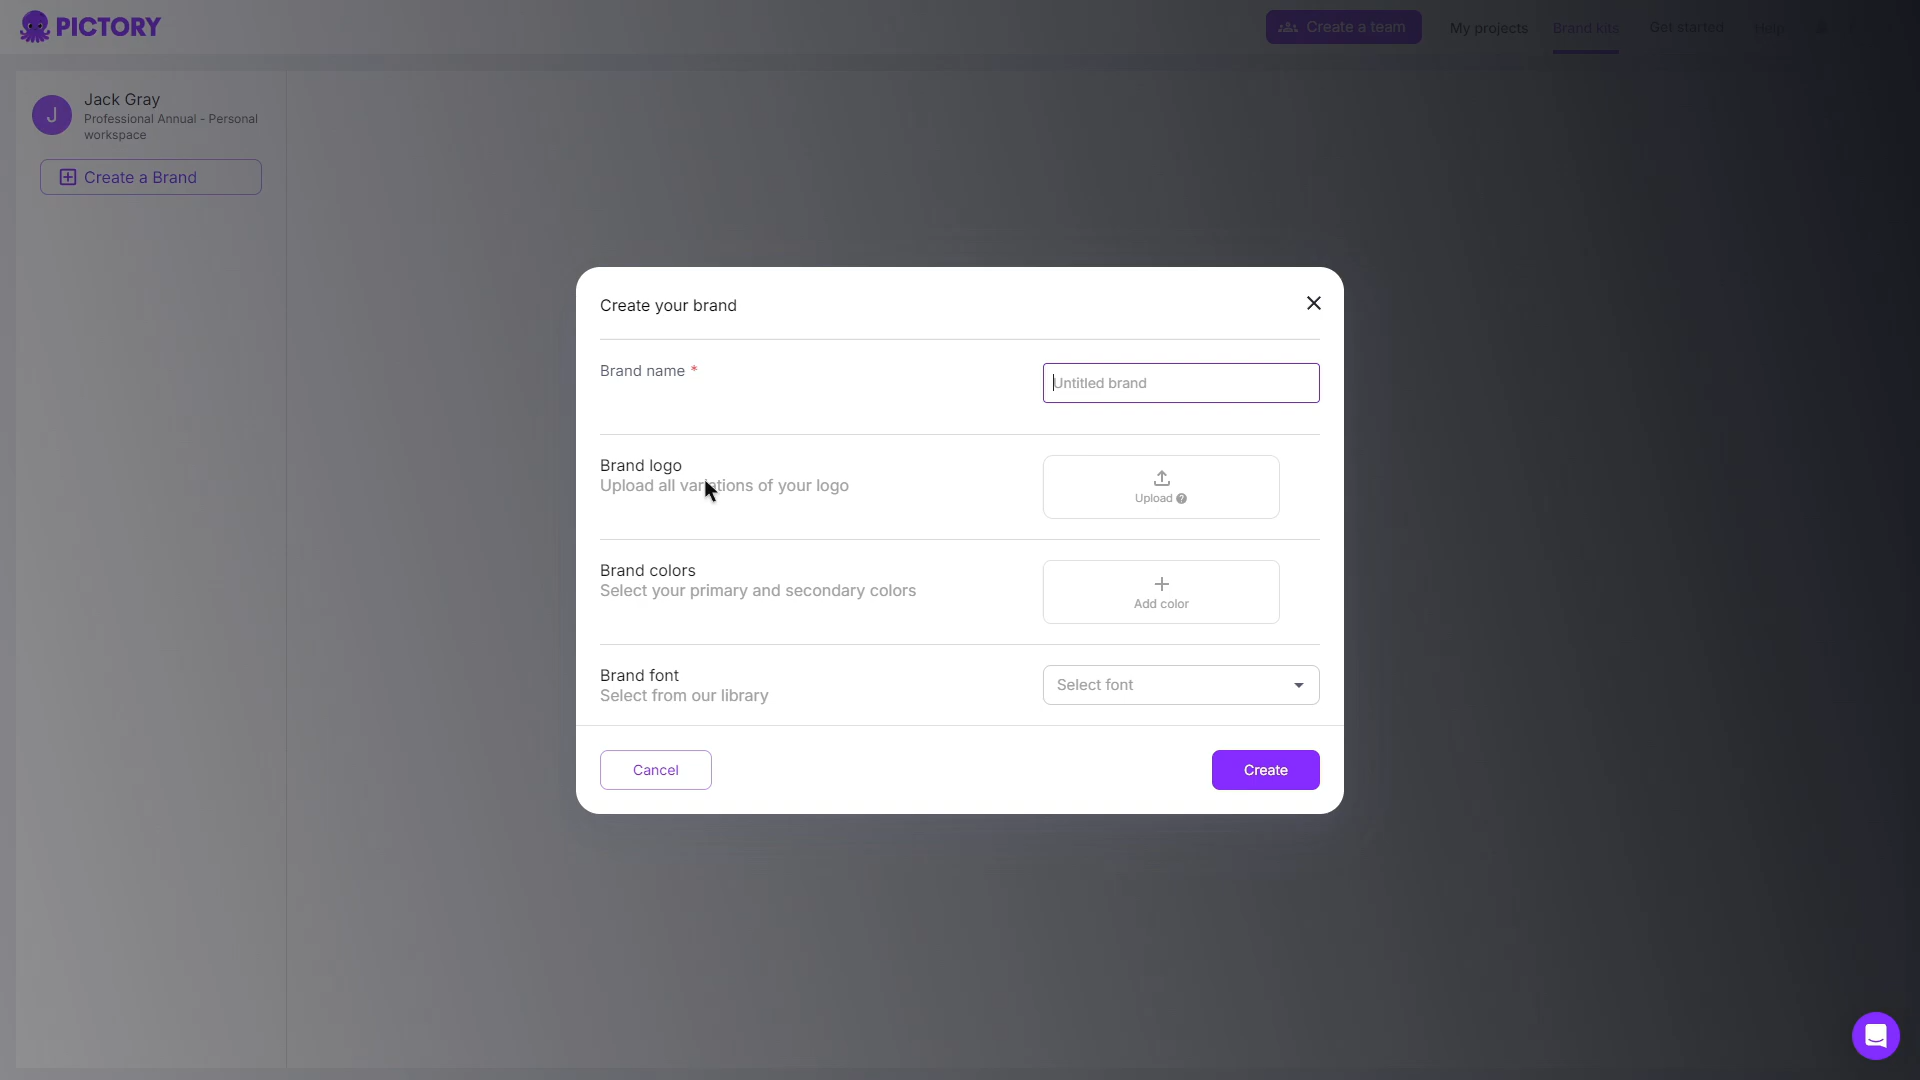 PICTORY
Create a team
My projects
Brand kits
Get started
Help
J
Jack Gray
Professional Annual - Personal
workspace
Create a Brand
Create your brand
Brand name *
Untitled brand
Brand logo
Upload all variations of your logo
Upload
Brand colors
Select your primary and secondary colors
Add color
Brand font
Select from our library
Select font
Cancel
Create